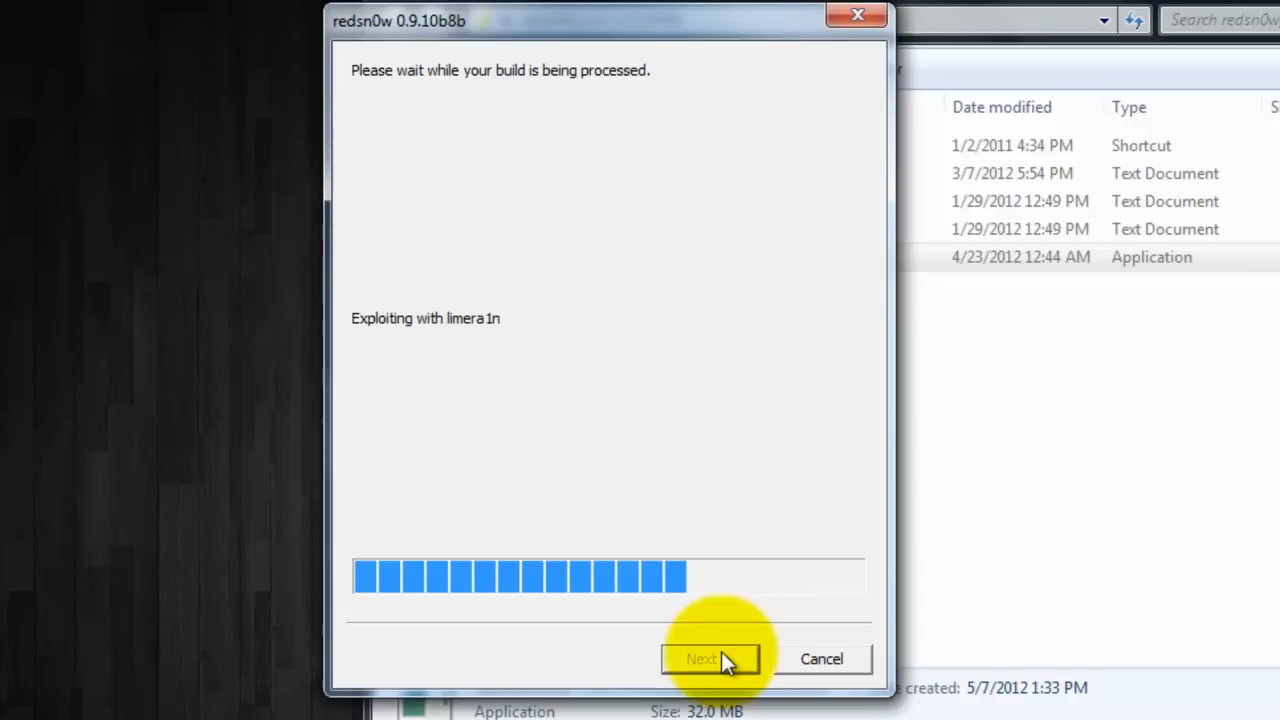 redsn0w 0.9.10b8b
Search redsn0w
Please wait while your build is being processed.
Date modified Type
1/2/2011 4:34 PM Shortcut
3/7/2012 5:54 PM Text Document
1/29/2012 12:49 PM Text Document
1/29/2012 12:49 PM Text Document
4/23/2012 12:44 AM Application
Exploiting with limera1n
Next
Cancel
created: 5/7/2012 1:33 PM
Application Size: 32.0 MB